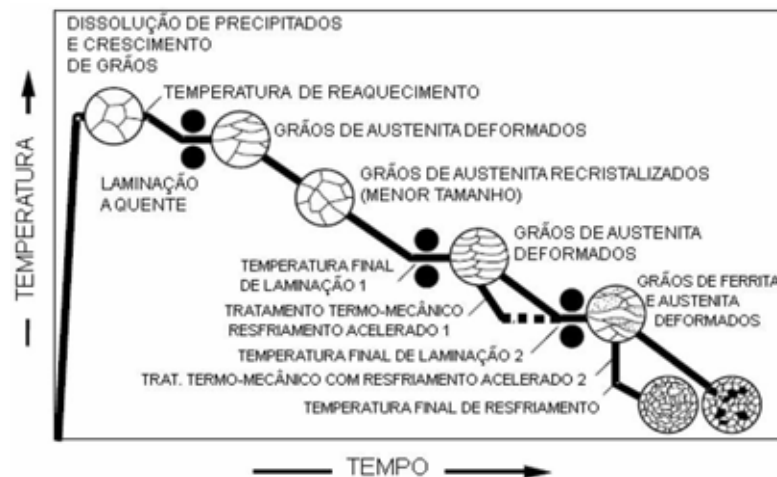 DISSOLUÇÃO DE PRECIPITADOS
E CRESCIMENTO
DE GRÃOS
TEMPERATURA DE REAQUECIMENTO
GRÃOS DE AUSTENITA DEFORMADOS
LAMINAÇÃO
A QUENTE
GRÃOS DE AUSTENITA RECRISTALIZADOS
(MENOR TAMANHO)
GRÃOS DE AUSTENITA
DEFORMADOS
TEMPERATURA FINAL
DE LAMINAÇÃO 1
GRÃOS DE FERRITA
E AUSTENITA
DEFORMADOS
TRATAMENTO TERMO-MECÂNICO
RESFRIAMENTO ACELERADO 1
TEMPERATURA FINAL DE LAMINAÇÃO 2
TRAT. TERMO-MECÂNICO COM RESFRIAMENTO ACELERADO 2
TEMPERATURA FINAL DE RESFRIAMENTO
TEMPERATURA
TEMPO